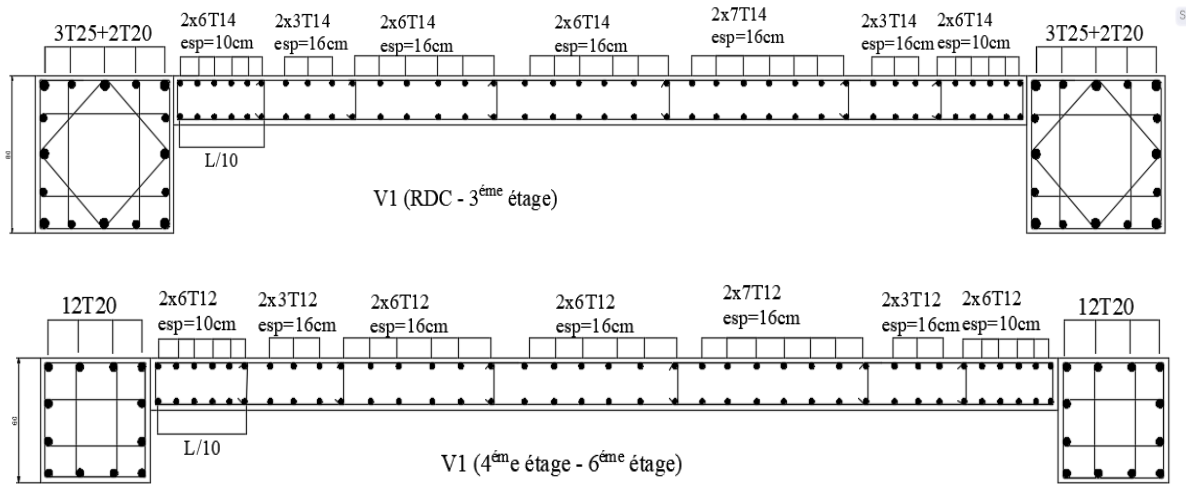 3T25+2T20
2x6T14
esp=10cm
2x3T14
esp=16cm
2x6T14
esp=16cm
2x6T14
esp=16cm
2x7T14
esp=16cm
2x3T14
esp=16cm
2x6T14
esp=10cm
3T25+2T20
L/10
V1 (RDC - 3éme étage)
12T20
2x6T12
esp=10cm
2x3T12
esp=16cm
2x6T12
esp=16cm
2x6T12
esp=16cm
2x7T12
esp=16cm
2x3T12
esp=16cm
2x6T12
esp=10cm
12T20
L/10
V1 (4éme étage - 6éme étage)